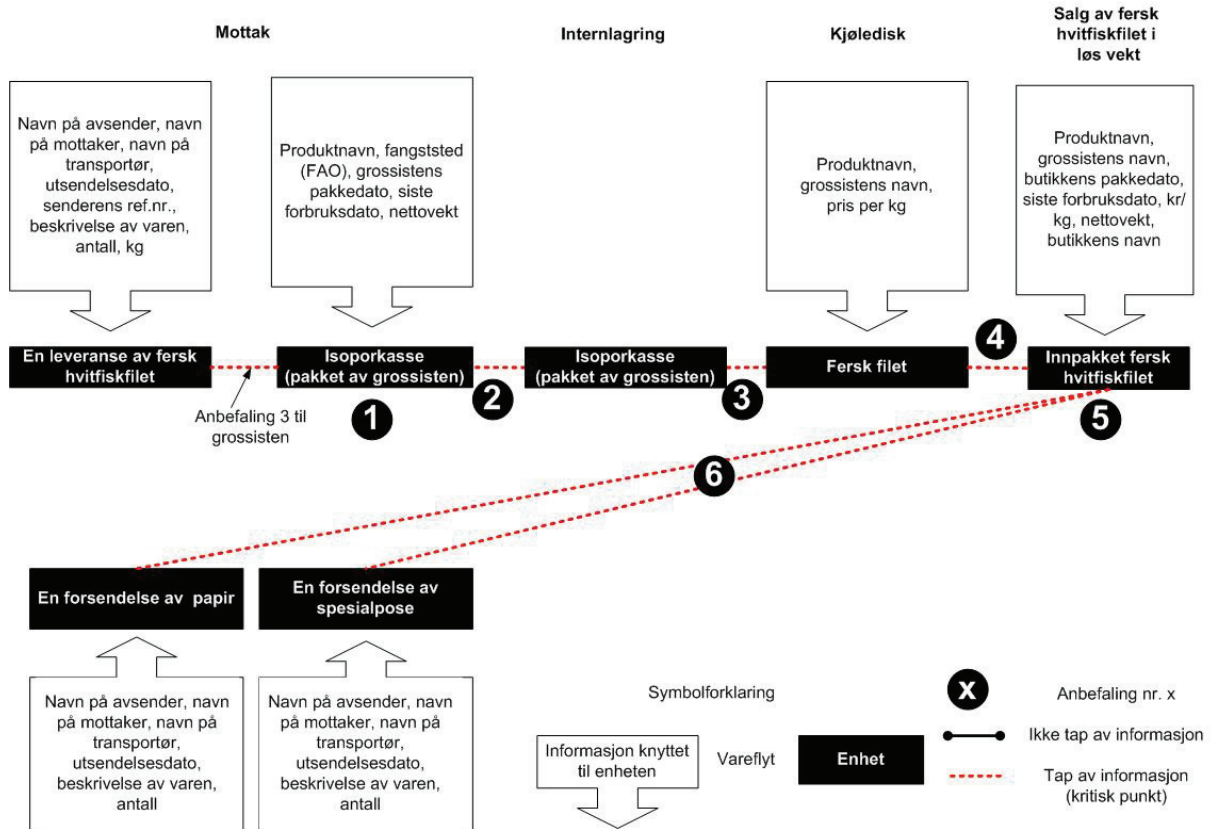 Mottak
Internlagring
Kjøledisk
Salg av fersk
hvitfiskfilet i
løs vekt
Navn på avsender, navn
på mottaker, navn på
transportør,
utsendelsesdato,
senderens ref.nr.,
beskrivelse av varen,
antall, kg
Produktnavn, fangststed
(FAO), grossistens
pakkedato, siste
forbruksdato, nettovekt
Produktnavn,
grossistens navn,
pris per kg
Produktnavn,
grossistens navn,
butikkens pakkedato,
siste forbruksdato, kr/
kg, nettovekt,
butikkens navn
En leveranse av fersk
hvitfiskfilet
Isoporkasse
(pakket av grossisten)
Isoporkasse
(pakket av grossisten)
Fersk filet
Innpakket fersk
hvitfiskfilet
Anbefaling 3 til
grossisten
1
2
3
4
5
6
En forsendelse av papir
En forsendelse av
spesialpose
Navn på avsender, navn
på mottaker, navn på
transportør,
utsendelsesdato,
beskrivelse av varen,
antall
Navn på avsender, navn
på mottaker, navn på
transportør,
utsendelsesdato,
beskrivelse av varen,
antall
Symbolforklaring
Informasjon knyttet
til enheten
Vareflyt
Enhet
X
Anbefaling nr. x
Ikke tap av informasjon
Tap av informasjon
(kritisk punkt)